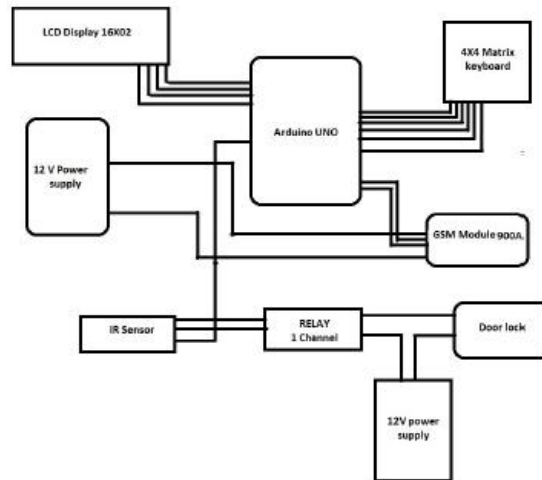 LCD Display 16X02
4X4 Matrix
keyboard
Arduino UNO
12 V Power
supply
GSM Module 900A.
IR Sensor
RELAY
1 Channel
Door lock
12V power
supply